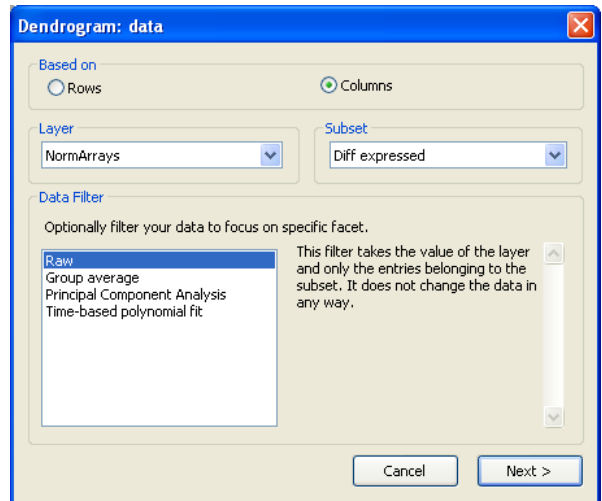 Dendrogram: data
Based on
Rows
Columns
Layer
Subset
NormArrays
Diff expressed
Data Filter
Optionally filter your data to focus on specific facet.
Raw
Group average
Principal Component Analysis
Time-based polynomial fit
This filter takes the value of the layer
and only the entries belonging to the
subset. It does not change the data in
any way.
Cancel
Next >